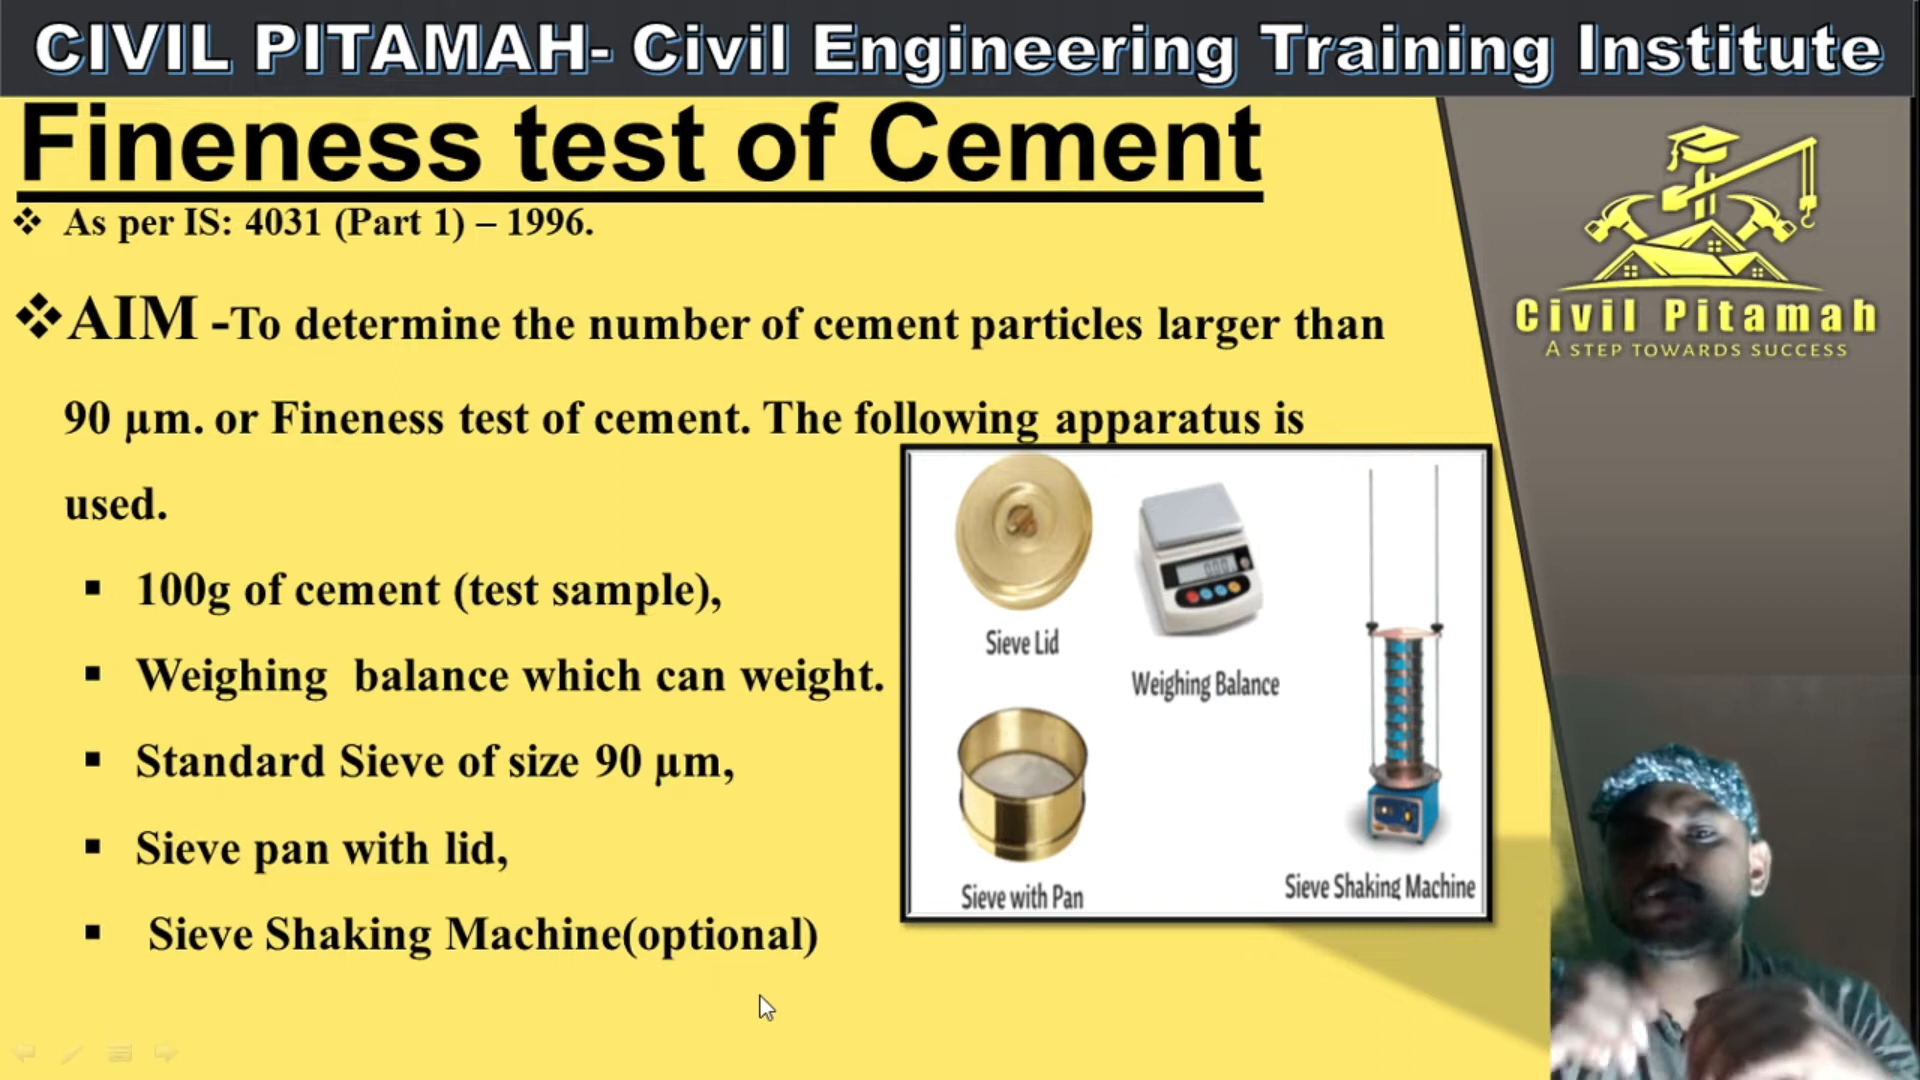 CIVIL PITAMAH- Civil Engineering Training Institute
Fineness test of Cement
❖ As per IS: 4031 (Part 1) – 1996.
❖AIM -To determine the number of cement particles larger than
90 μm. or Fineness test of cement. The following apparatus is
used.
▪ 100g of cement (test sample),
▪ Weighing balance which can weight.
▪ Standard Sieve of size 90 μm,
▪ Sieve pan with lid,
▪ Sieve Shaking Machine(optional)
Sieve Lid
Weighing Balance
Sieve with Pan
Sieve Shaking Machine
Civil Pitamah
A STEP TOWARDS SUCCESS